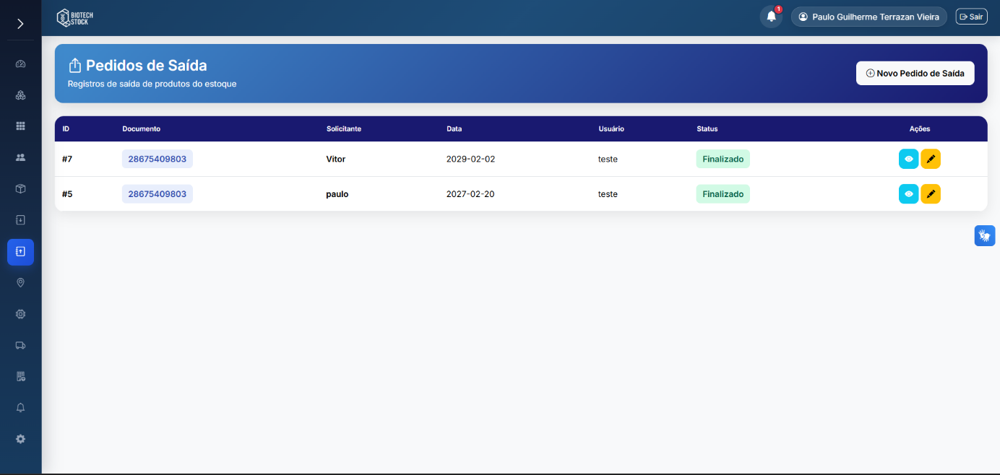 BIOTECH
STOCK
1
Paulo Guilherme Terrazan Vieira
Sair
Pedidos de Saída
Registros de saída de produtos do estoque
Novo Pedido de Saída
ID Documento Solicitante Data Usuário Status Ações
#7 28675409803 Vitor 2029-02-02 teste Finalizado
#5 28675409803 paulo 2027-02-20 teste Finalizado